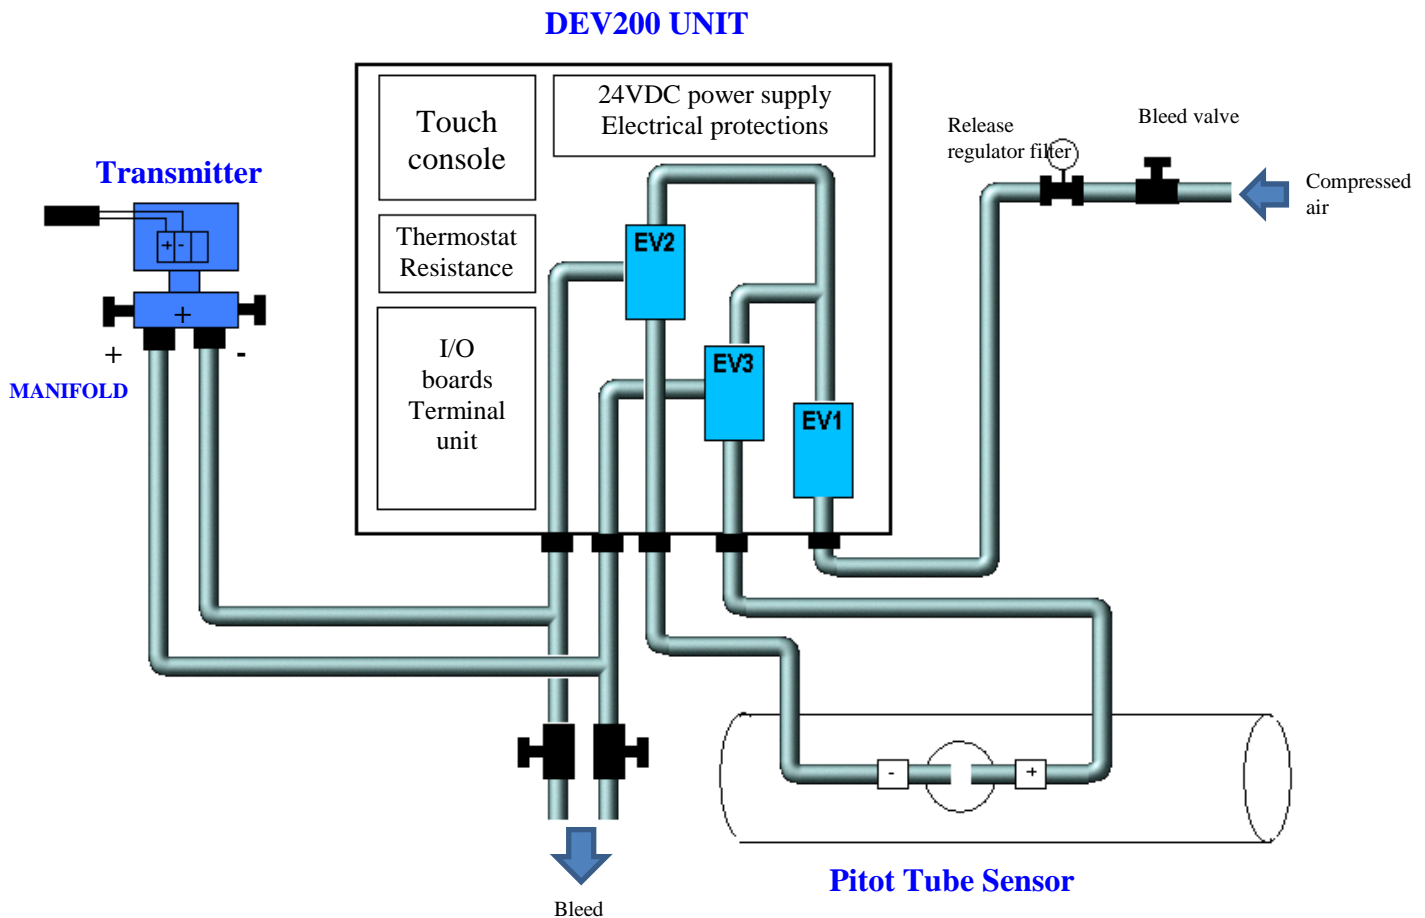 DEV200 UNIT
Touch
console
24VDC power supply
Electrical protections
Release
regulator filter
Bleed valve
Compressed
air
Transmitter
Thermostat
Resistance
EV2
+ -
+
+
-
MANIFOLD
I/O
boards
Terminal
unit
EV3
EV1
- +
Pitot Tube Sensor
Bleed